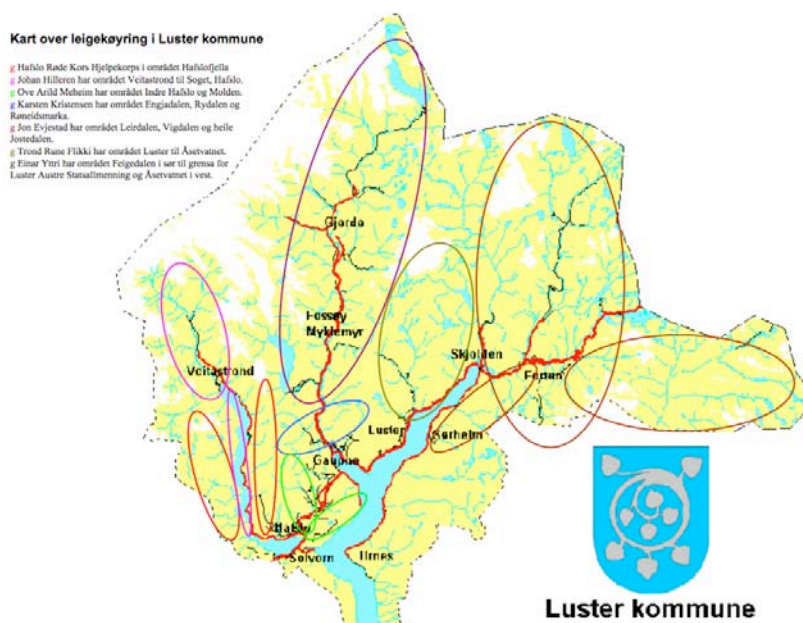 Kart over leigekøyring i Luster kommune
g Hafslo Røde Kors Hjelpekorps i området Hafslofjella
g Johan Hilleren har området Veitastrond til Soget, Hafslo.
g Ove Arild Meheim har området Indre Hafslo og Molden.
g Karsten Kristensen har området Engjadalen, Rydalen og
Røneidsmarka.
g Jon Evjestad har området Leirdalen, Vigdalen og heile
Jostedalen.
g Trond Rune Flikki har området Luster til Åsetvatnet.
g Einar Yttri har området Feigedalen i sør til grensa for
Luster Austre Statsallmenning og Åsetvatnet i vest.
Gjerde
Fossøy
Myklemyr
Veitastrond
Skjolden
Fortun
Luster
Sørheim
Gaupne
Hafslo
Solvorn
Urnes
Luster kommune